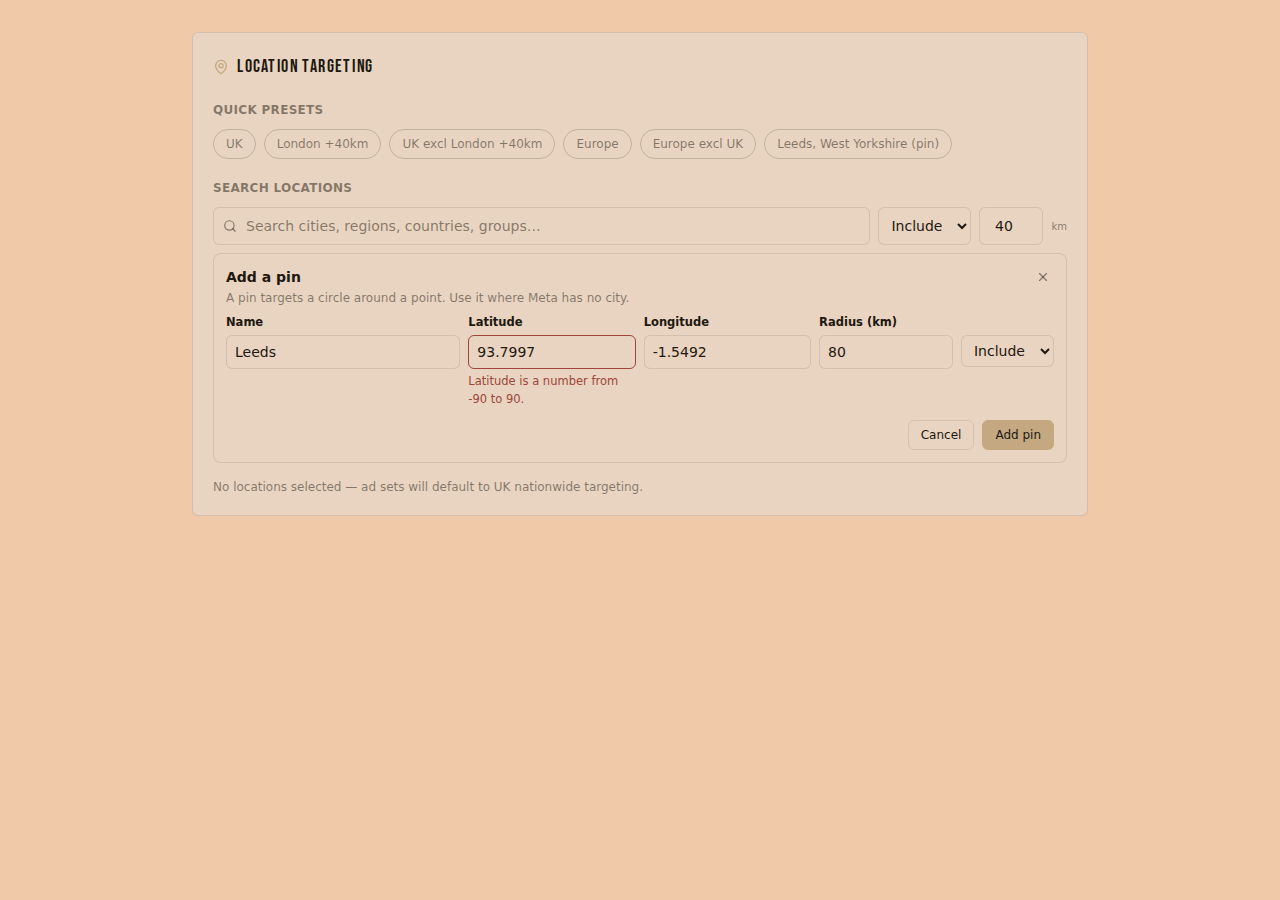 LOCATION TARGETING
QUICK PRESETS
UK
London +40km
UK excl London +40km
Europe
Europe excl UK
Leeds, West Yorkshire (pin)
SEARCH LOCATIONS
Search cities, regions, countries, groups...
Include
40
km
Add a pin
A pin targets a circle around a point. Use it where Meta has no city.
Name
Latitude
Longitude
Radius (km)
Leeds
93.7997
-1.5492
80
Include
Latitude is a number from
-90 to 90.
Cancel
Add pin
No locations selected — ad sets will default to UK nationwide targeting.